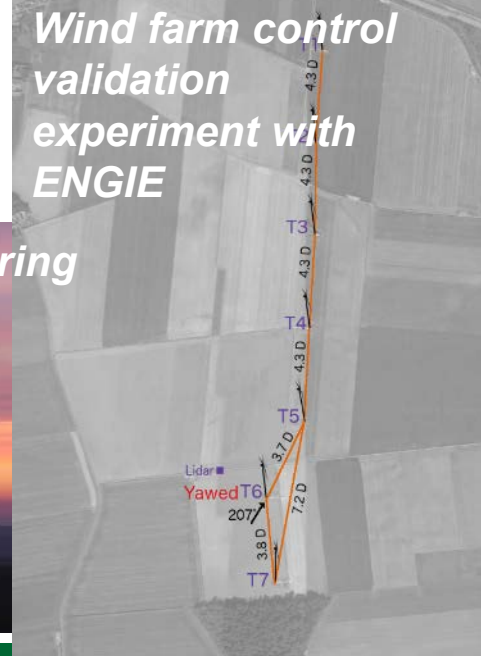 Wind farm control
validation
experiment with
ENGIE
ring
T1
4.3 D
2
4.3 D
T3
4.3 D
T4
4.3 D
T5
3.7 D
7.2 D
Lidar
Yawed T6
207°
3.8 D
T7